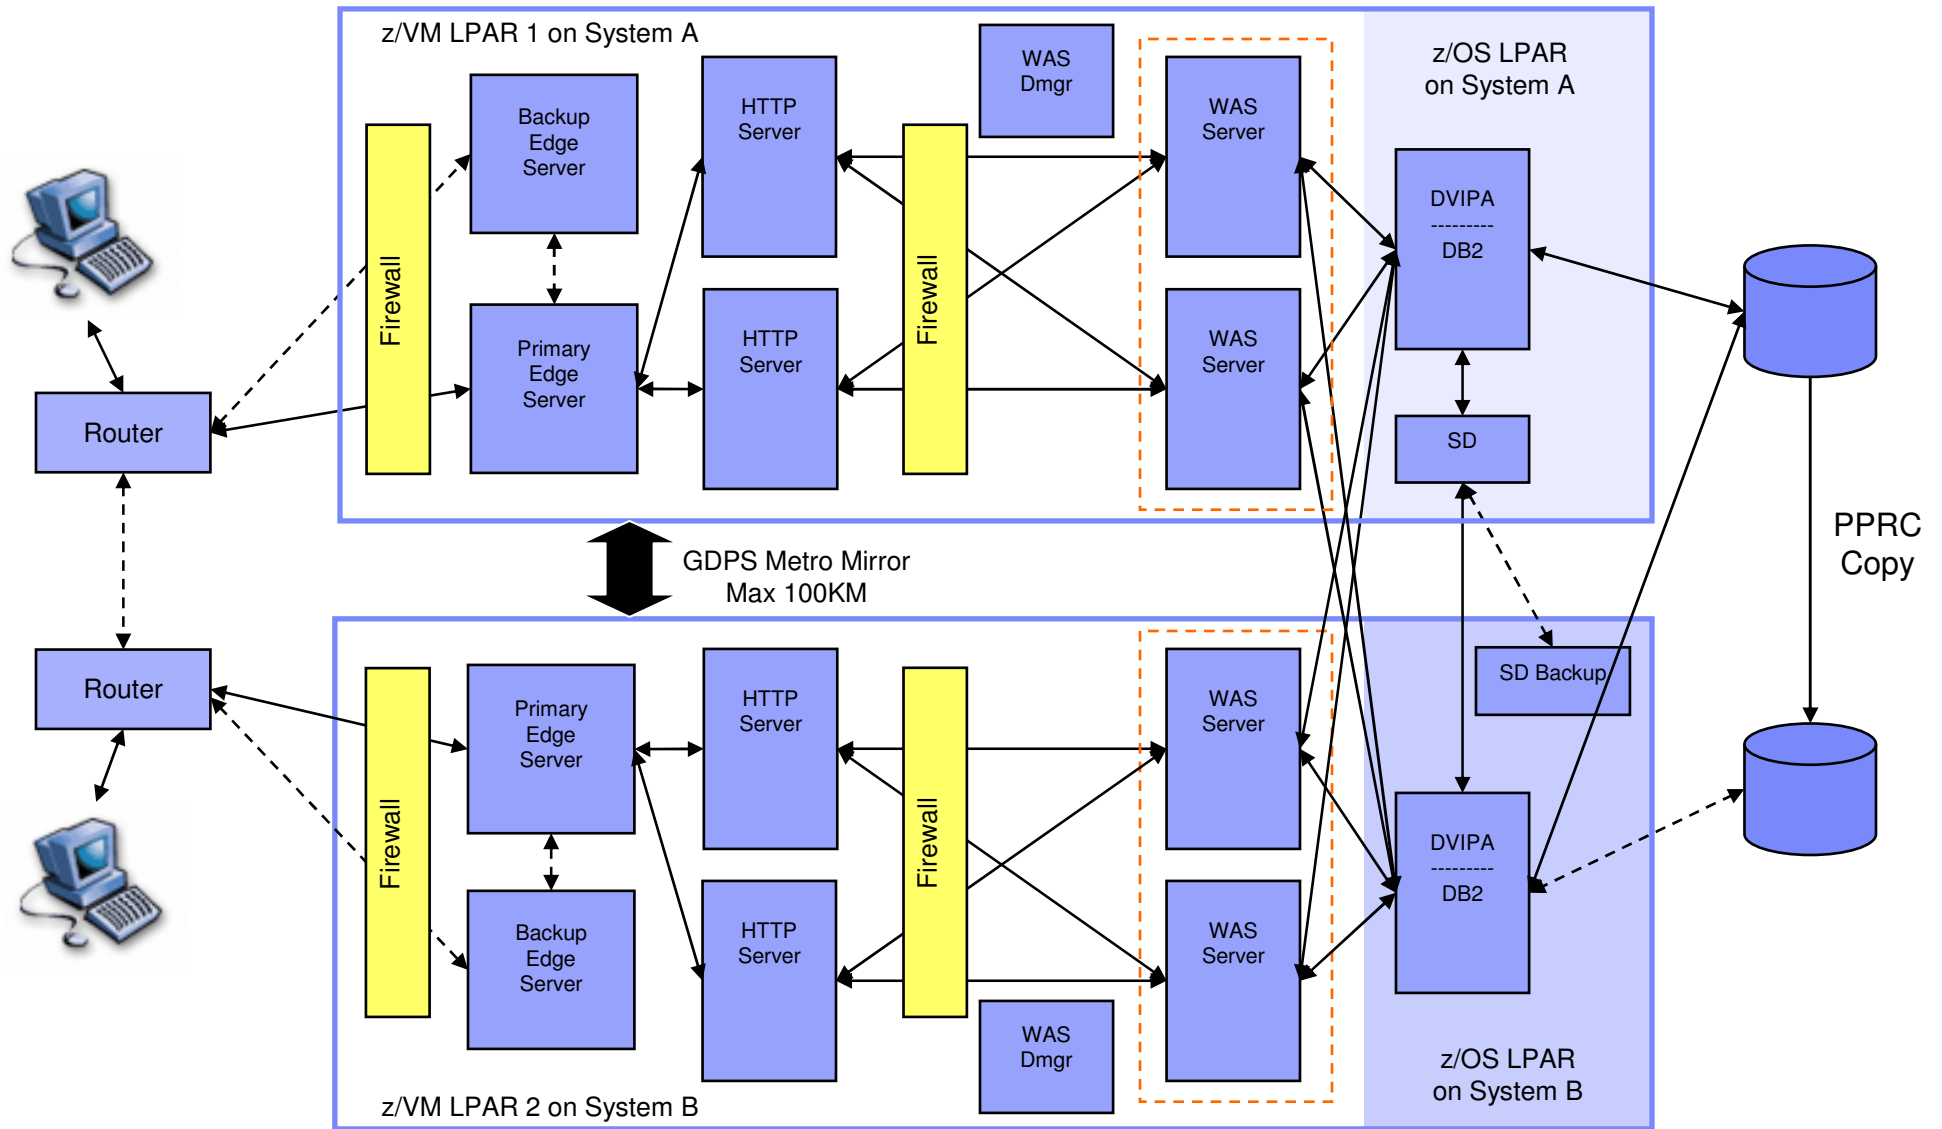 z/VM LPAR 1 on System A
WAS
Dmgr
z/OS LPAR
on System A
Backup
Edge
Server
HTTP
Server
WAS
Server
DVIPA
---------
DB2
Firewall
Firewall
Primary
Edge
Server
HTTP
Server
WAS
Server
Router
SD
PPRC
Copy
GDPS Metro Mirror
Max 100KM
Router
Primary
Edge
Server
HTTP
Server
WAS
Server
SD Backup
Firewall
Firewall
DVIPA
---------
DB2
Backup
Edge
Server
HTTP
Server
WAS
Server
WAS
Dmgr
z/OS LPAR
on System B
z/VM LPAR 2 on System B